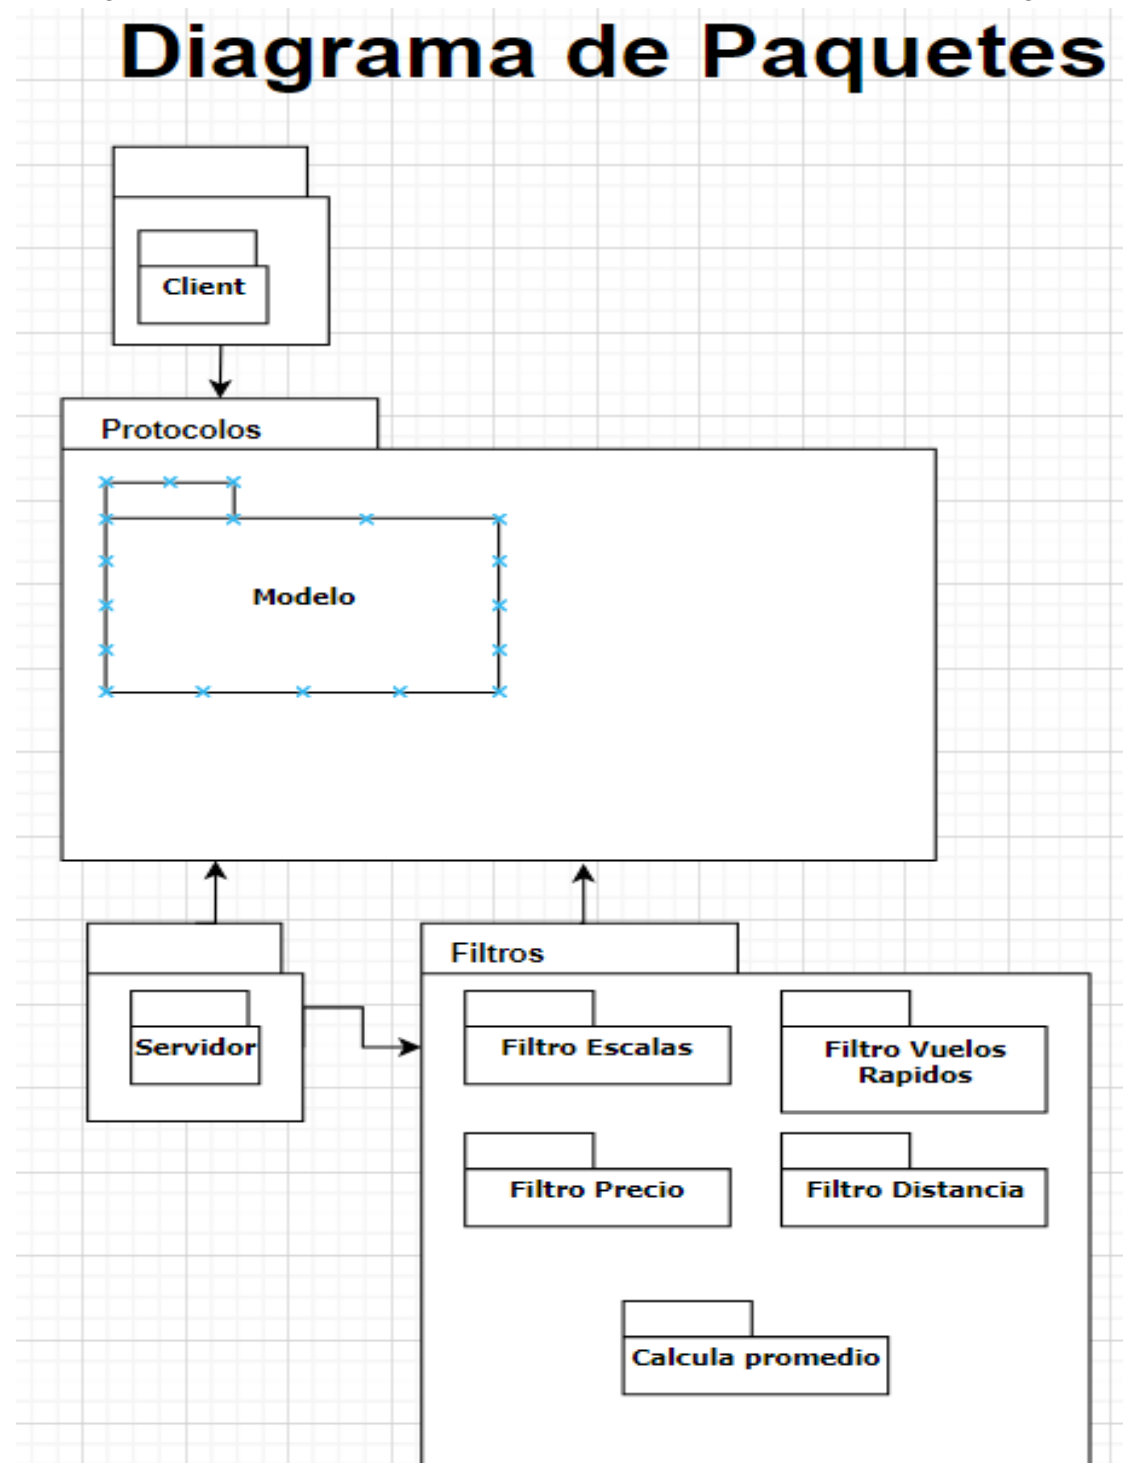 Diagrama de Paquetes
Client
Protocolos
Modelo
Filtros
Servidor
Filtro Escalas
Filtro Vuelos
Rapidos
Filtro Precio
Filtro Distancia
Calcula promedio